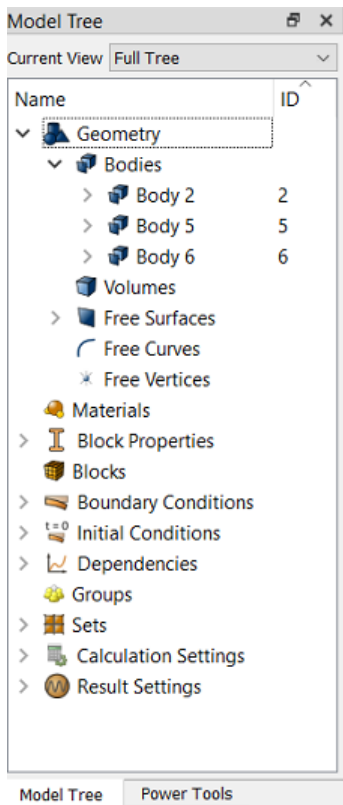 Model Tree
Current View Full Tree
Name ID
Geometry
Bodies
Body 2 2
Body 5 5
Body 6 6
Volumes
Free Surfaces
Free Curves
Free Vertices
Materials
Block Properties
Blocks
Boundary Conditions
t=0 Initial Conditions
Dependencies
Groups
Sets
Calculation Settings
Result Settings
Model Tree Power Tools